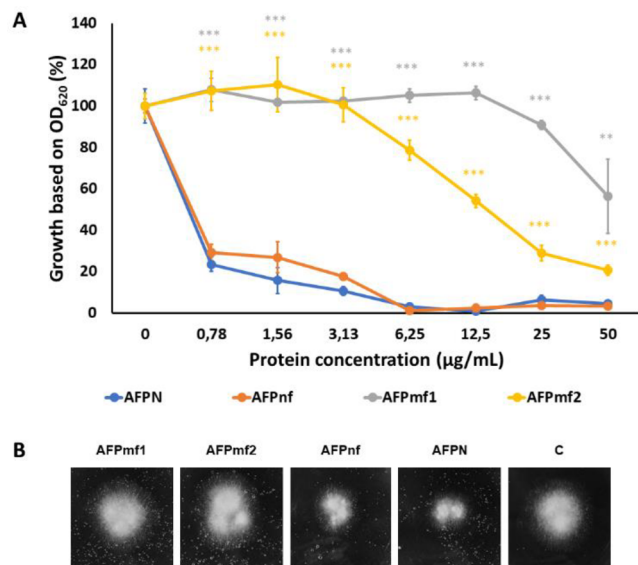 A
140
120
100
80
60
40
20
0
Growth based on OD620 (%)
*** *** *** *** *** *** **
*** *** *** *** *** *** ***
0 0,78 1,56 3,13 6,25 12,5 25 50
Protein concentration (µg/mL)
AFPN AFPnf AFPmf1 AFPmf2
B
AFPmf1 AFPmf2 AFPnf AFPN C